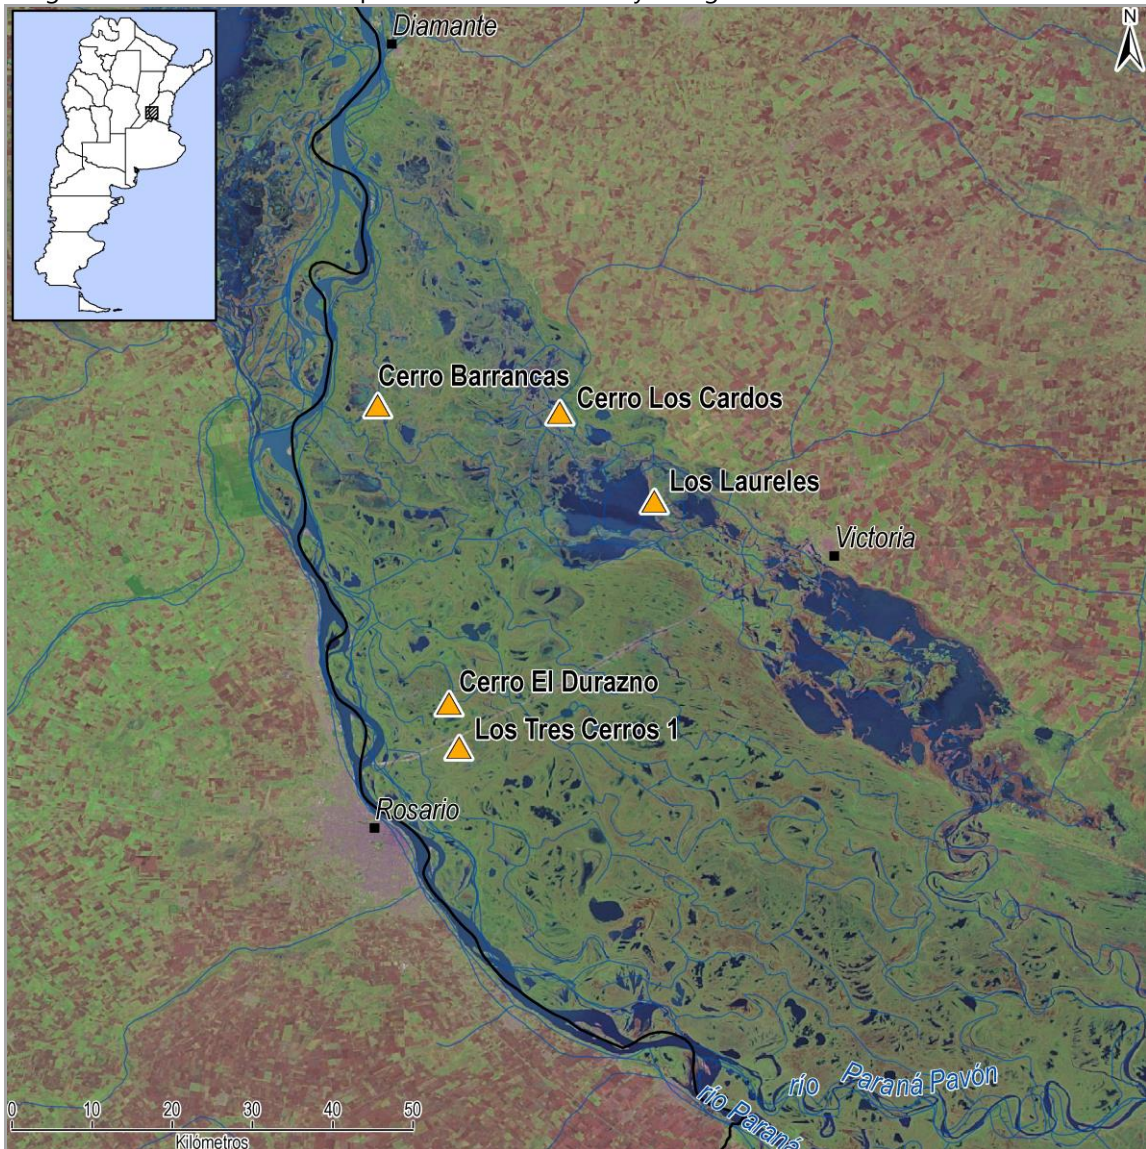 Diamante
N
Cerro Barrancas
Cerro Los Cardos
Los Laureles
Victoria
Cerro El Durazno
Los Tres Cerros 1
Rosario
río Paraná Pavón
río Paraná
0 10 20 30 40 50
Kilómetros